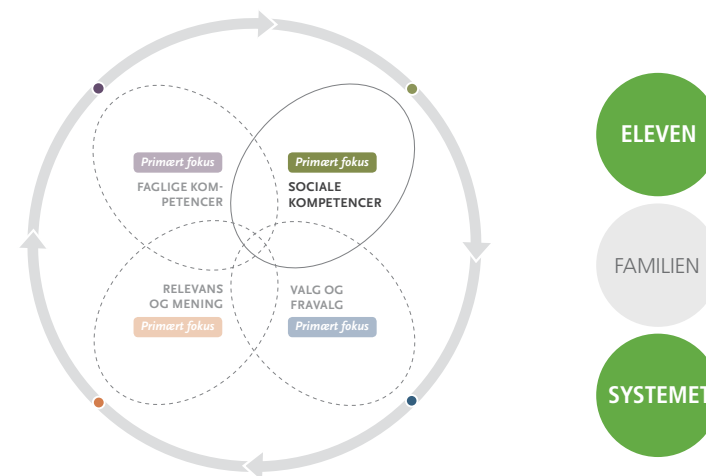 Primært fokus
FAGLIGE KOM-
PETENCER
Primært fokus
SOCIALE
KOMPETENCER
RELEVANS
OG MENING
Primært fokus
VALG OG
FRAVALG
Primært fokus
ELEVEN
FAMILIEN
SYSTEMET